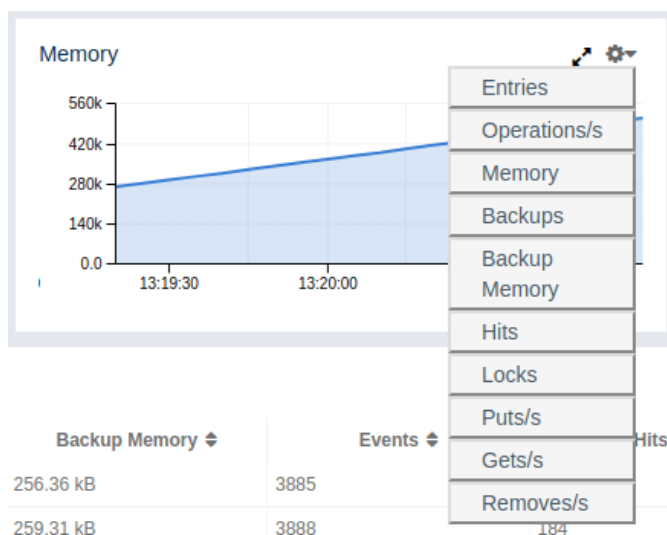 Memory
560k
420k
280k
140k
0.0
13:19:30
13:20:00
Entries
Operations/s
Memory
Backups
Backup
Memory
Hits
Locks
Puts/s
Gets/s
Removes/s
Backup Memory Events Hits
256.36 kB 3885
259.31 kB 3888 184